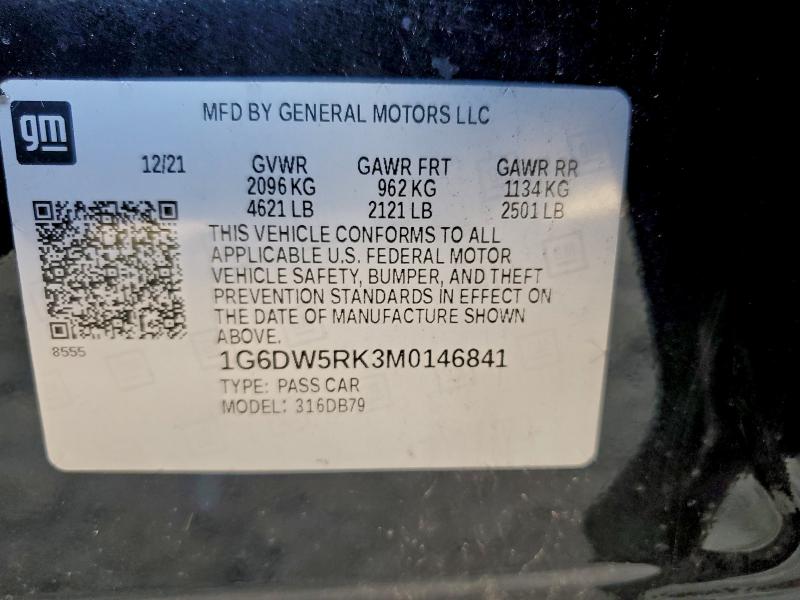 gm
MFD BY GENERAL MOTORS LLC
12/21 GVWR GAWR FRT GAWR RR
2096 KG 962 KG 1134 KG
4621 LB 2121 LB 2501 LB
THIS VEHICLE CONFORMS TO ALL
APPLICABLE U.S. FEDERAL MOTOR
VEHICLE SAFETY, BUMPER, AND THEFT
PREVENTION STANDARDS IN EFFECT ON
THE DATE OF MANUFACTURE SHOWN
ABOVE.
8555
1G6DW5RK3M0146841
TYPE: PASS CAR
MODEL: 316DB79